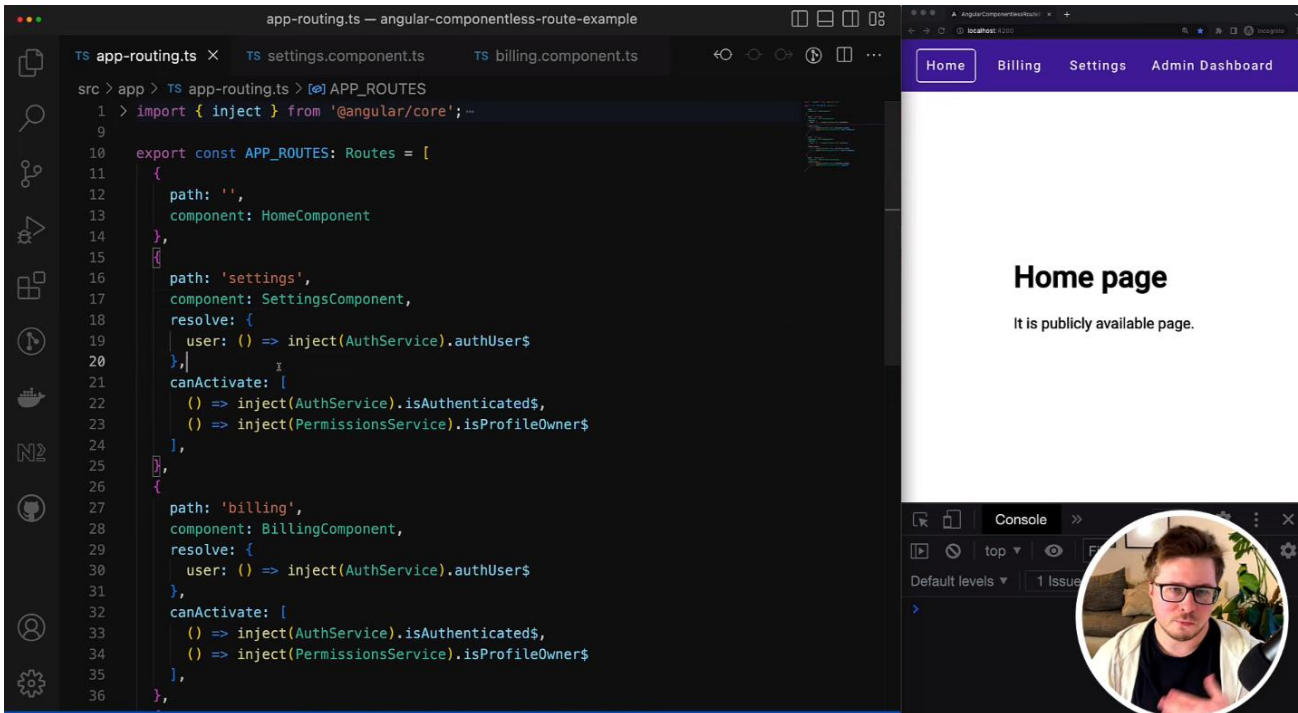 app-routing.ts — angular-componentless-route-example
TS app-routing.ts
TS settings.component.ts
TS billing.component.ts
src > app > TS app-routing.ts > APP_ROUTES
1 > import { inject } from '@angular/core'; ⋯
9
10 export const APP_ROUTES: Routes = [
11 {
12 path: '',
13 component: HomeComponent
14 },
15 {
16 path: 'settings',
17 component: SettingsComponent,
18 resolve: {
19 user: () => inject(AuthService).authUser$
20 },
21 canActivate: [
22 () => inject(AuthService).isAuthenticated$,
23 () => inject(PermissionsService).isProfileOwner$
24 ],
25 },
26 {
27 path: 'billing',
28 component: BillingComponent,
29 resolve: {
30 user: () => inject(AuthService).authUser$
31 },
32 canActivate: [
33 () => inject(AuthService).isAuthenticated$,
34 () => inject(PermissionsService).isProfileOwner$
35 ],
36 },
localhost:4200
Incognito
Home
Billing
Settings
Admin Dashboard
Home page
It is publicly available page.
Console
top
Default levels
1 Issue